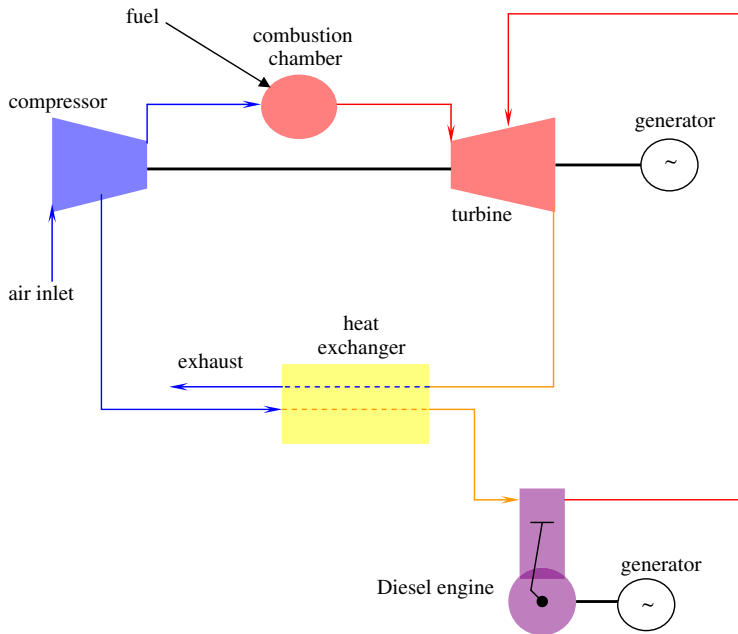 fuel
combustion
chamber
compressor
generator
~
turbine
air inlet
heat
exchanger
exhaust
generator
Diesel engine
~